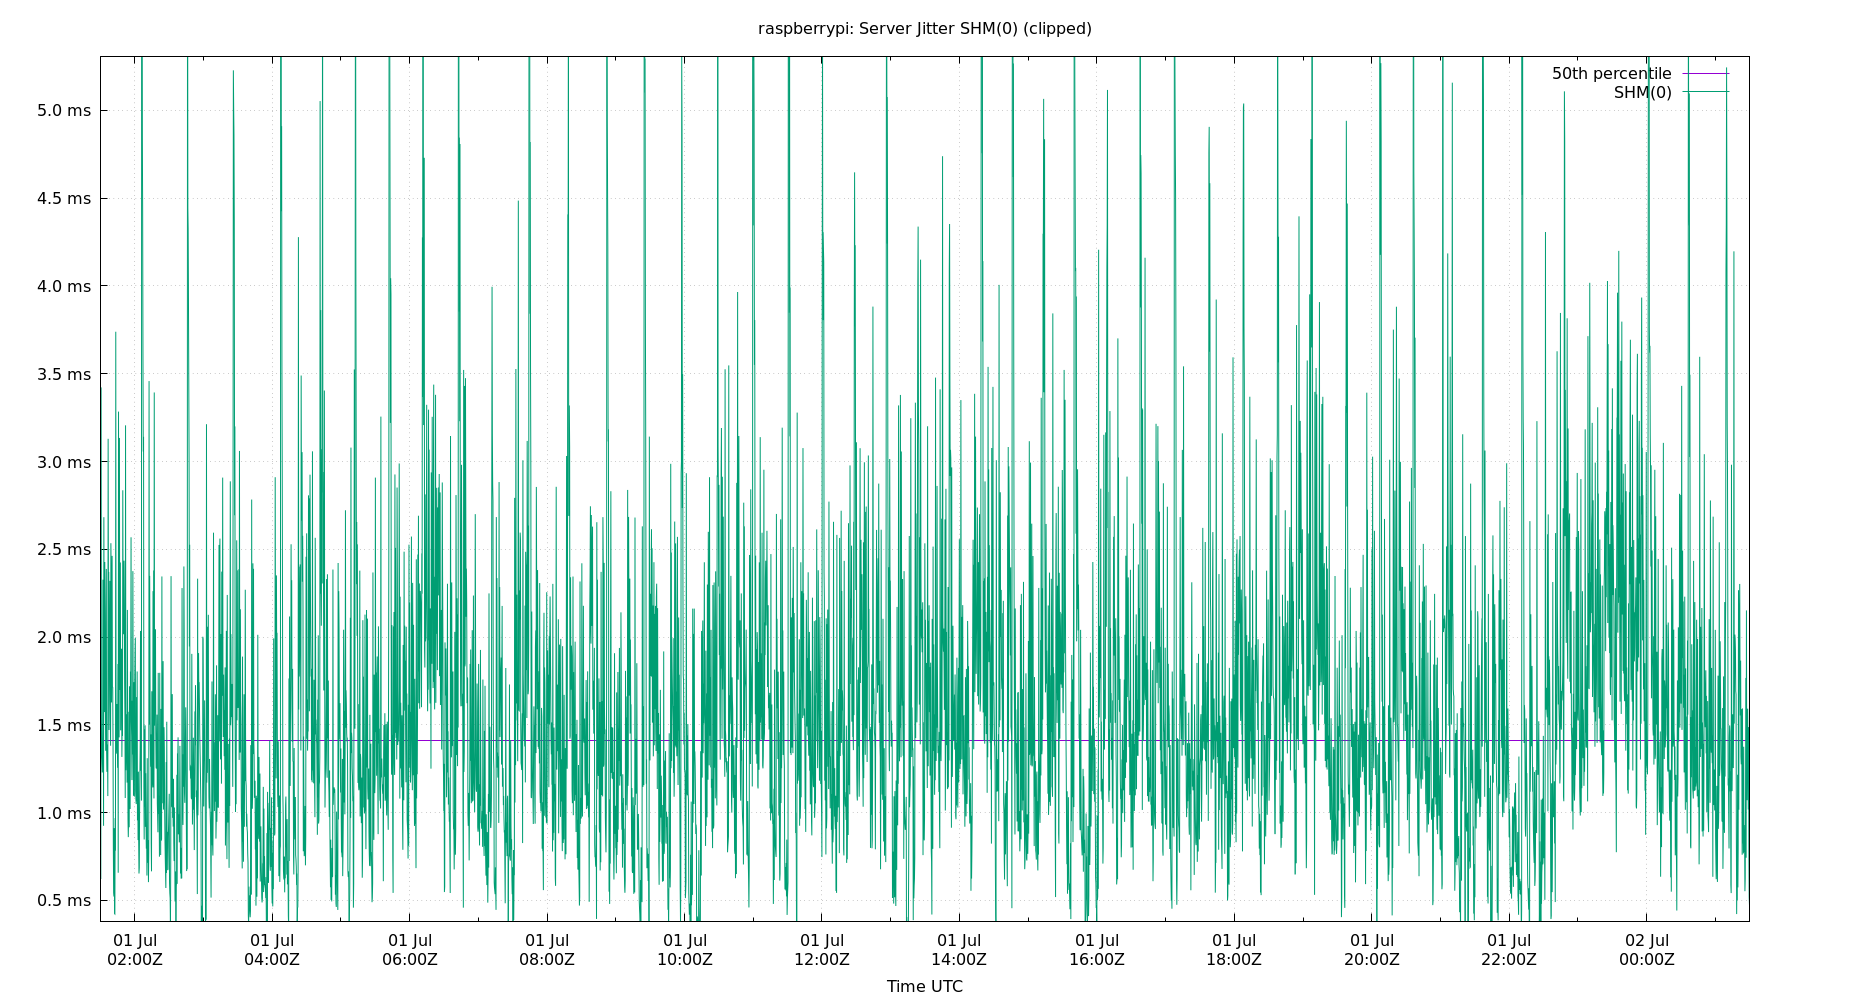 raspberrypi: Server Jitter SHM(0) (clipped)
50th percentile
SHM(0)
5.0 ms
4.5 ms
4.0 ms
3.5 ms
3.0 ms
2.5 ms
2.0 ms
1.5 ms
1.0 ms
0.5 ms
01 Jul 01 Jul 01 Jul 01 Jul 01 Jul 01 Jul 01 Jul 01 Jul 01 Jul 01 Jul 01 Jul 02 Jul
02:00Z 04:00Z 06:00Z 08:00Z 10:00Z 12:00Z 14:00Z 16:00Z 18:00Z 20:00Z 22:00Z 00:00Z
Time UTC